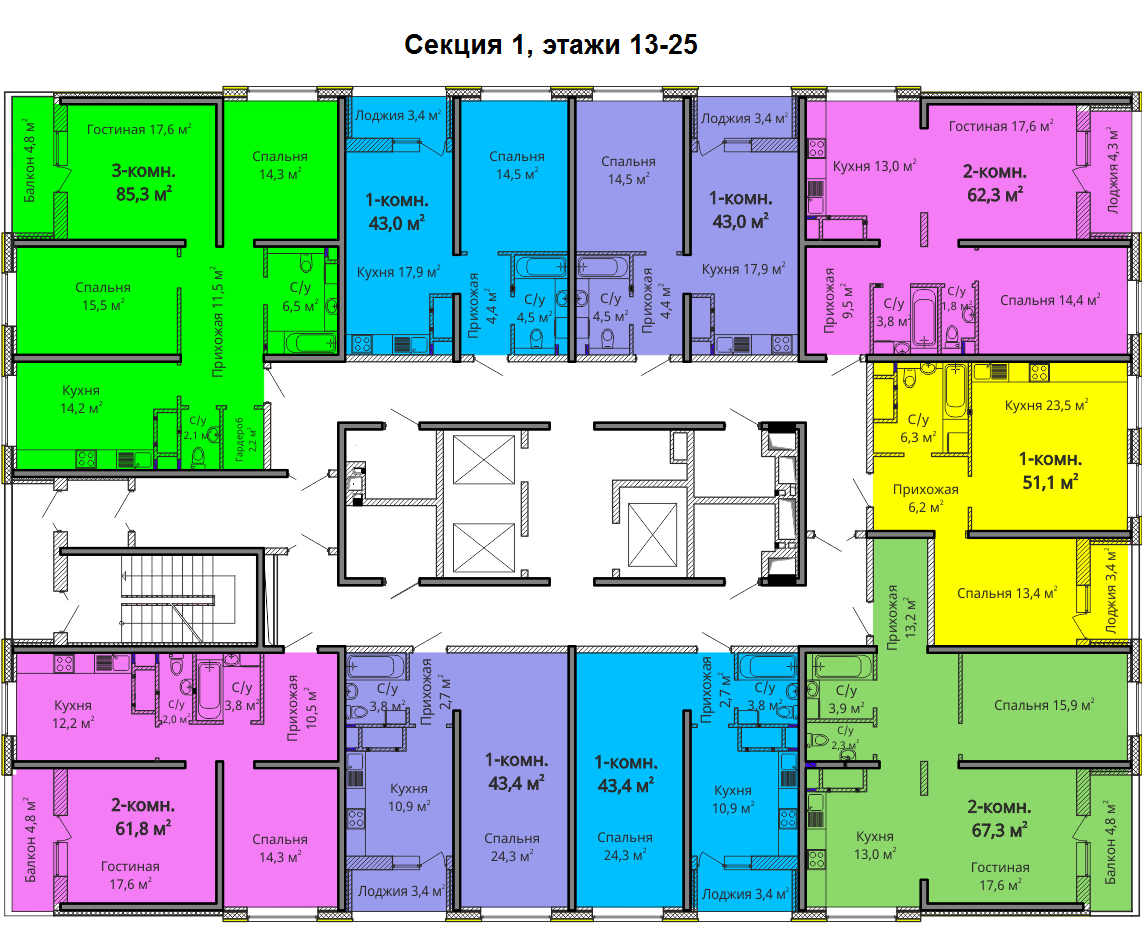 Секция 1, этажи 13-25
Балкон 4,8 м²
Гостиная 17,6 м²
3-комн.
85,3 м²
Спальня
14,3 м²
Спальня
15,5 м²
Прихожая 11,5 м²
С/у
6,5 м²
Кухня
14,2 м²
С/у
2,1 м²
Гардероб
2,2 м²
Лоджия 3,4 м²
1-комн.
43,0 м²
Кухня 17,9 м²
Спальня
14,5 м²
Прихожая
4,4 м²
С/у
4,5 м²
Спальня
14,5 м²
С/у
4,5 м²
Прихожая
4,4 м²
Лоджия 3,4 м²
1-комн.
43,0 м²
Кухня 17,9 м²
Кухня 13,0 м²
Гостиная 17,6 м²
2-комн.
62,3 м²
Лоджия 4,3 м²
Прихожая
9,5 м²
С/у
3,8 м²
С/у
1,8 м²
Спальня 14,4 м²
С/у
6,3 м²
Кухня 23,5 м²
1-комн.
51,1 м²
Прихожая
6,2 м²
Спальня 13,4 м²
Лоджия 3,4 м²
Прихожая
13,2 м²
С/у
3,9 м²
С/у
2,3 м²
Спальня 15,9 м²
Кухня
13,0 м²
2-комн.
67,3 м²
Гостиная
17,6 м²
Балкон 4,8 м²
Кухня
12,2 м²
С/у
2,0 м²
С/у
3,8 м²
Прихожая
10,5 м²
Балкон 4,8 м²
2-комн.
61,8 м²
Гостиная
17,6 м²
Спальня
14,3 м²
С/у
3,8 м²
Прихожая
2,7 м²
Кухня
10,9 м²
1-комн.
43,4 м²
Спальня
24,3 м²
Лоджия 3,4 м²
Прихожая
2,7 м²
С/у
3,8 м²
1-комн.
43,4 м²
Кухня
10,9 м²
Спальня
24,3 м²
Лоджия 3,4 м²